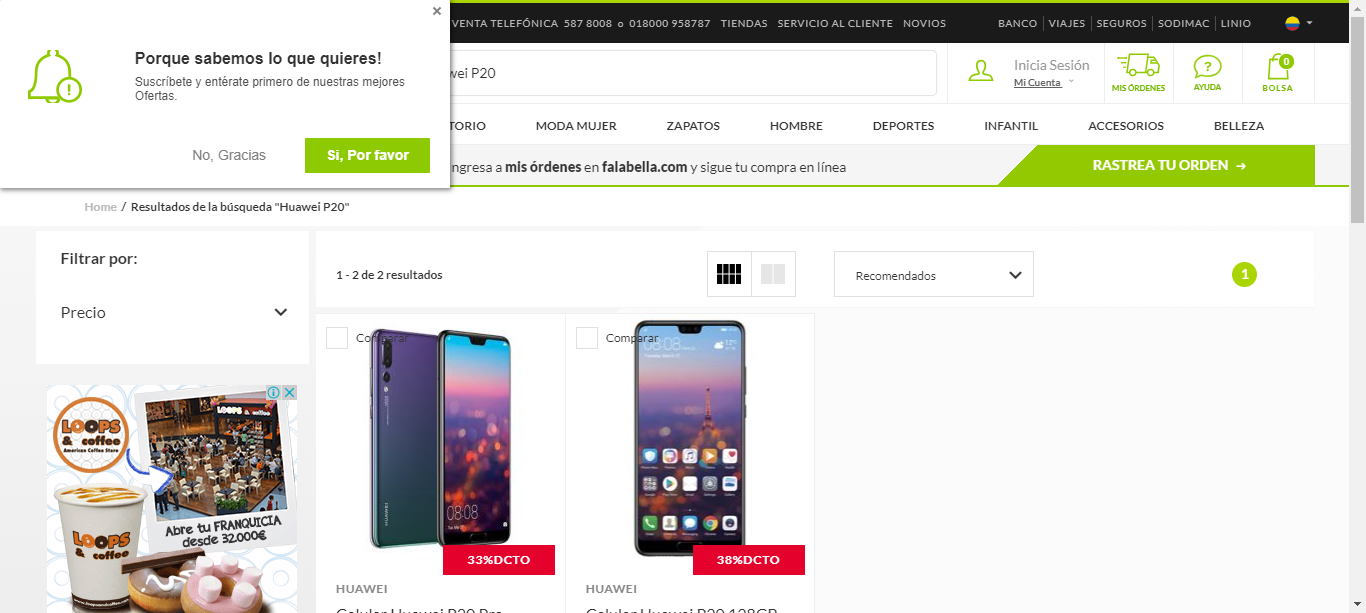 ×
Porque sabemos lo que quieres!
Suscríbete y entérate primero de nuestras mejores
Ofertas.
No, Gracias
Si, Por favor
VENTA TELEFÓNICA 587 8008 o 018000 958787 TIENDAS SERVICIO AL CLIENTE NOVIOS BANCO VIAJES SEGUROS SODIMAC LINIO
wei P20
Inicia Sesión
Mi Cuenta
MIS ÓRDENES
AYUDA
0
BOLSA
TORIO MODA MUJER ZAPATOS HOMBRE DEPORTES INFANTIL ACCESORIOS BELLEZA
ngresa a mis órdenes en falabella.com y sigue tu compra en línea
RASTREA TU ORDEN →
Home / Resultados de la búsqueda "Huawei P20"
Filtrar por:
Precio
1 - 2 de 2 resultados
Recomendados
1
LOOPS
& coffee
American Coffee Store
LOOPS & coffee
Abre tu FRANQUICIA
desde 32.000€
LOOPS
& coffee
Comparar
HUAWEI
08:08
33%DCTO
HUAWEI
Celular Huawei P20 Pro
Comparar
08:08
38%DCTO
HUAWEI
Celular Huawei P20 128GB